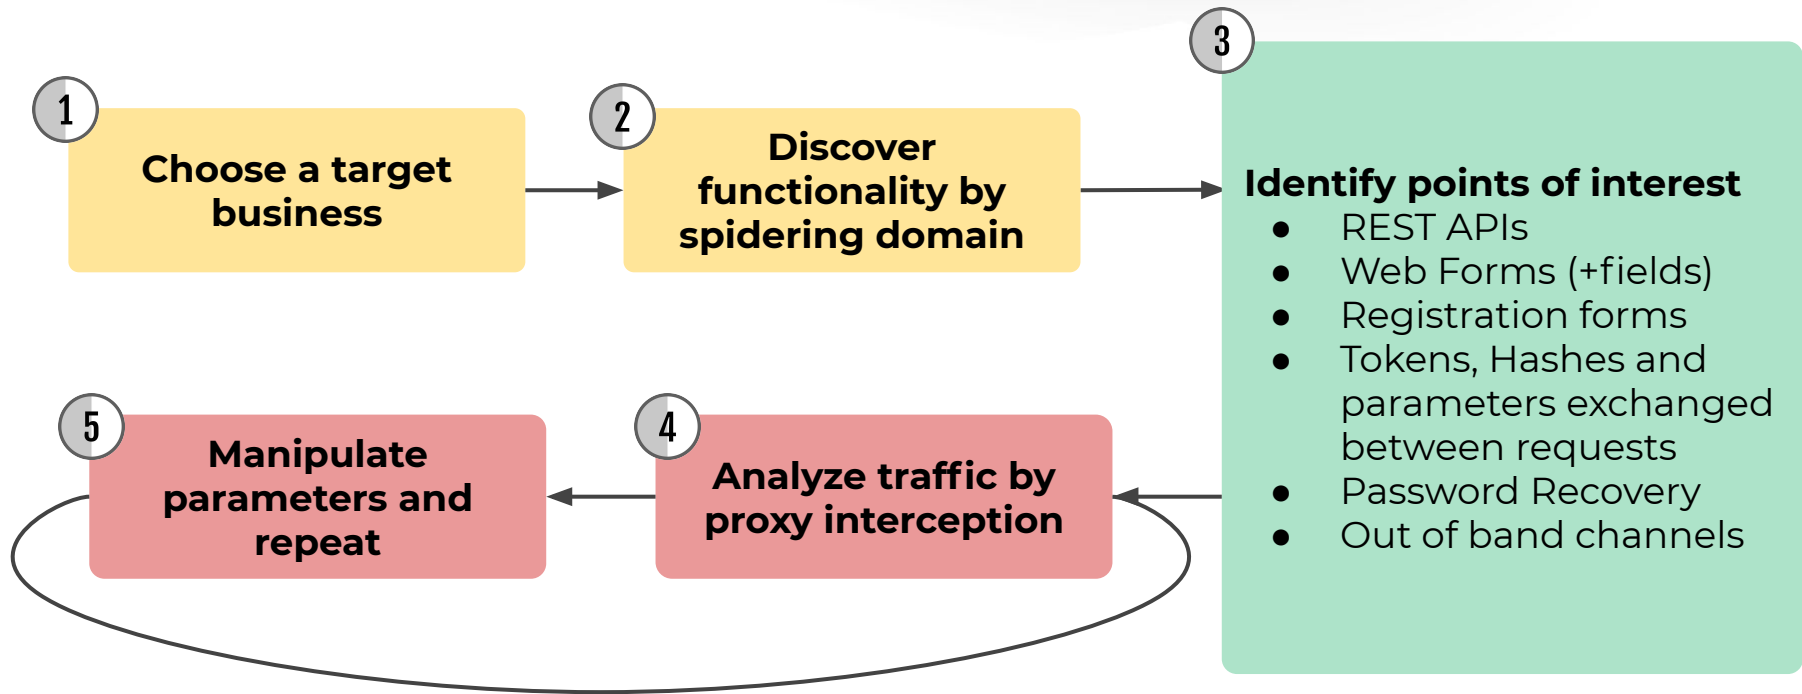 1
Choose a target
business
2
Discover
functionality by
spidering domain
3
Identify points of interest
● REST APIs
● Web Forms (+fields)
● Registration forms
● Tokens, Hashes and
parameters exchanged
between requests
● Password Recovery
● Out of band channels
4
Analyze traffic by
proxy interception
5
Manipulate
parameters and
repeat